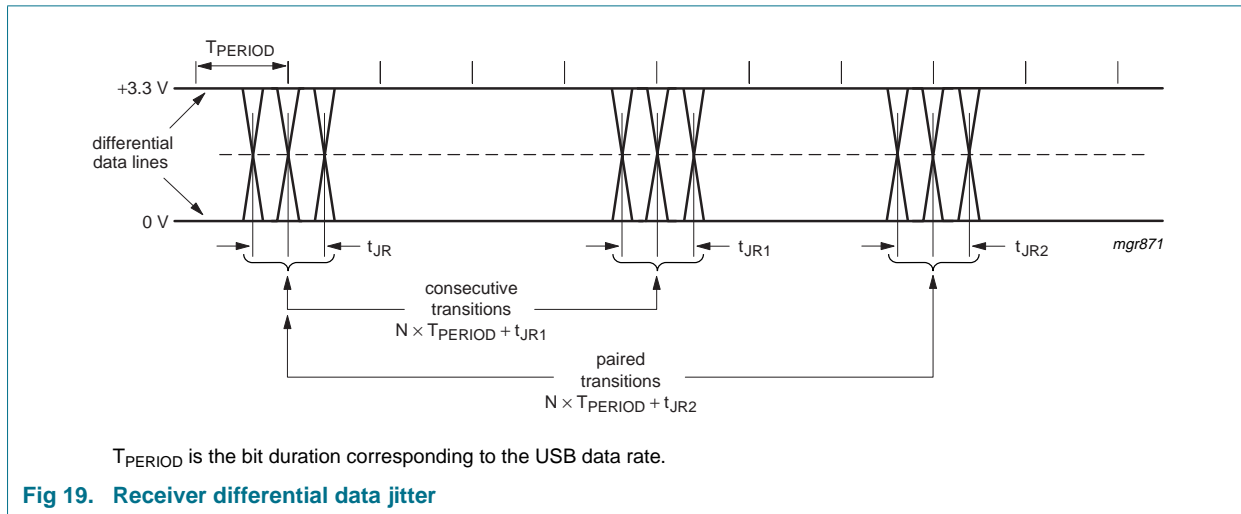 TPERIOD
+3.3 V
differential
data lines
0 V
tJR
tJR1
tJR2
mgr871
consecutive
transitions
N × TPERIOD + tJR1
paired
transitions
N × TPERIOD + tJR2
TPERIOD is the bit duration corresponding to the USB data rate.
Fig 19. Receiver differential data jitter